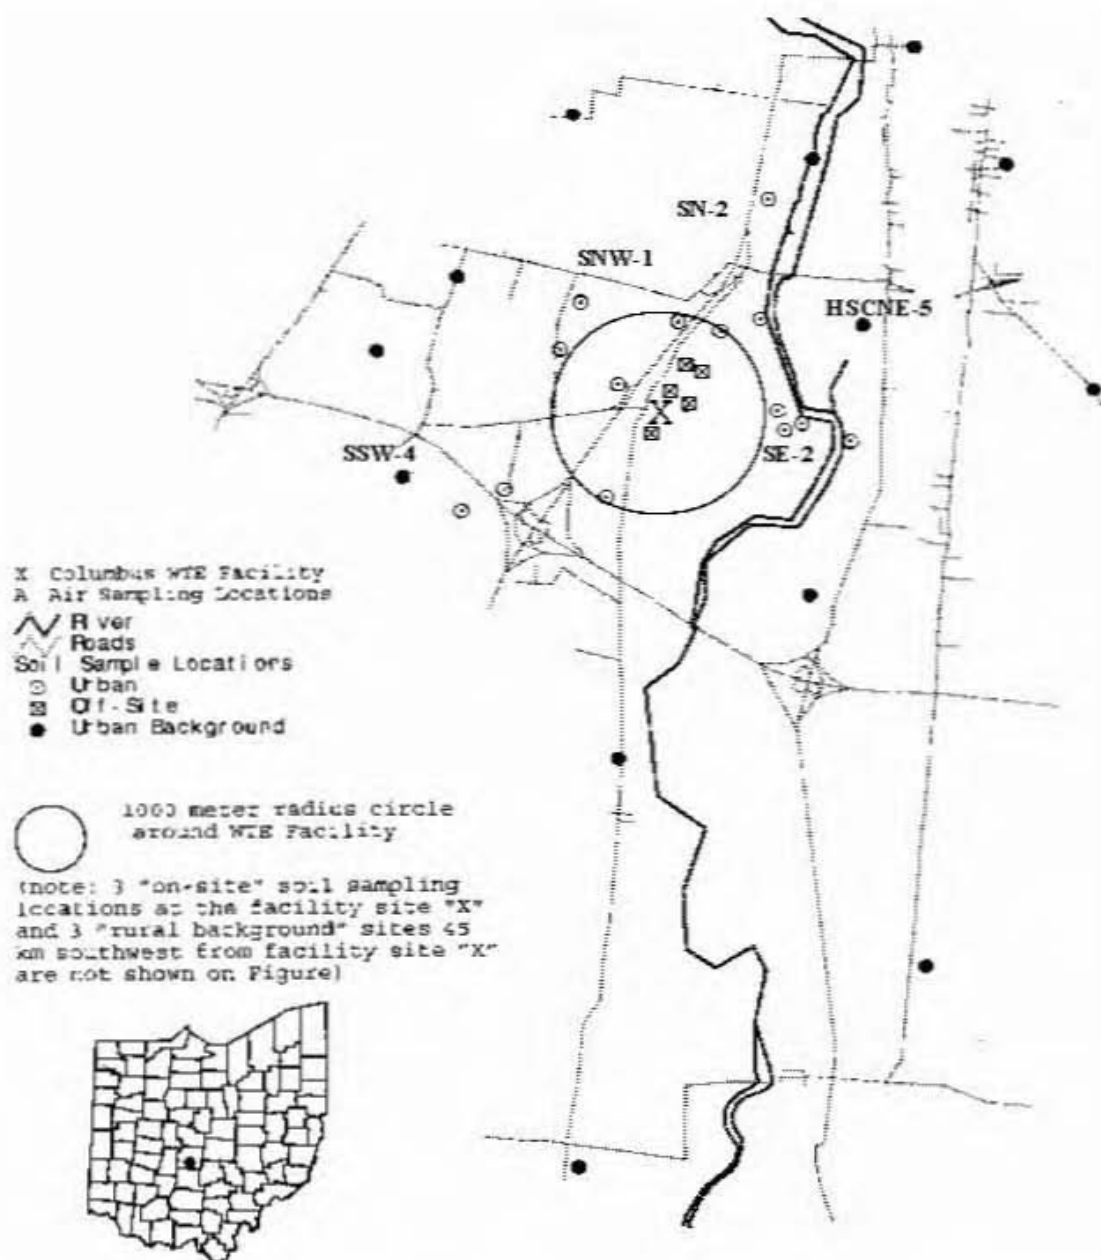 SN-2
SNW-1
HSCNE-5
X
SSW-4
SE-2
X Columbus WTE Facility
A Air Sampling Locations
River
Roads
Soil Sample Locations
Urban
Off-Site
Urban Background
1000 meter radius circle
around WTE Facility
(note: 3 "on-site" soil sampling
locations at the facility site "X"
and 3 "rural background" sites 45
km southwest from facility site "X"
are not shown on Figure)